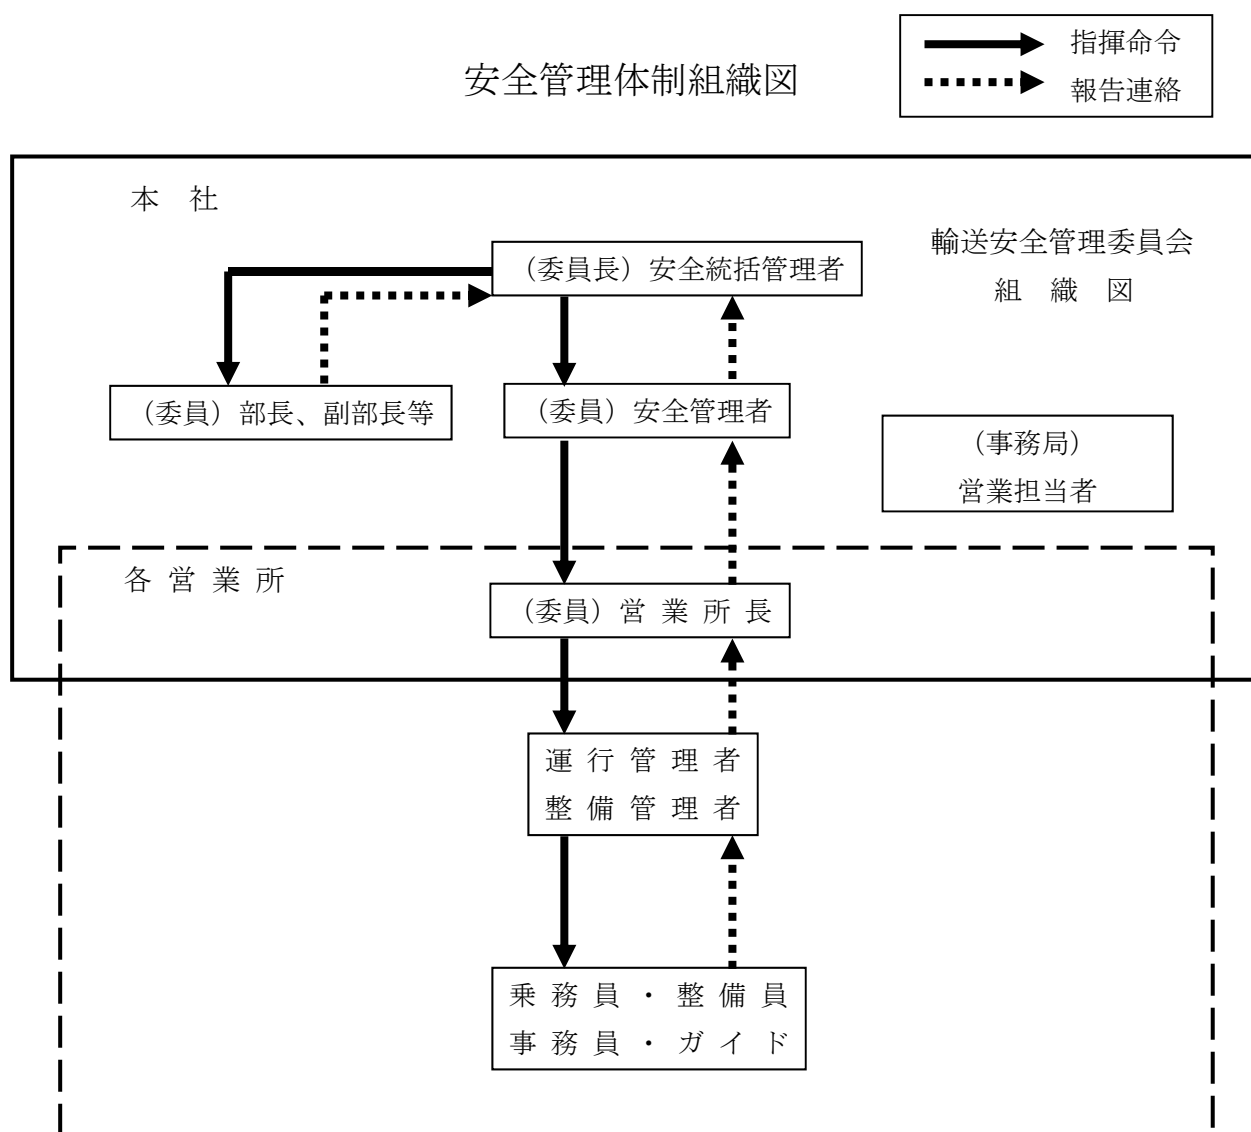 指揮命令
報告連絡
安全管理体制組織図
本　社
輸送安全管理委員会
組　織　図
（委員長）安全統括管理者
（委員）部長、副部長等
（委員）安全管理者
（事務局）
営業担当者
各 営 業 所
（委員）営 業 所 長
運 行 管 理 者
整 備 管 理 者
乗 務 員 ・ 整 備 員
事 務 員 ・ ガ イ ド